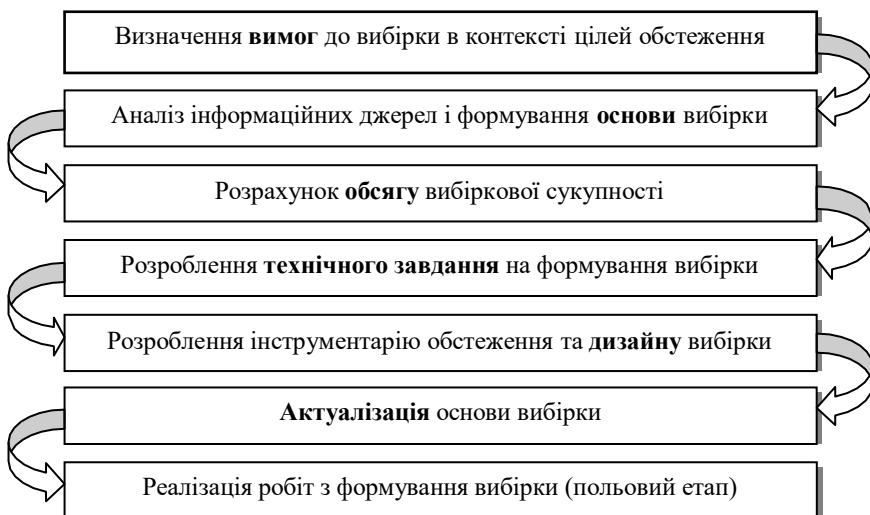 Визначення вимог до вибірки в контексті цілей обстеження
Аналіз інформаційних джерел і формування основи вибірки
Розрахунок обсягу вибіркової сукупності
Розроблення технічного завдання на формування вибірки
Розроблення інструментарію обстеження та дизайну вибірки
Актуалізація основи вибірки
Реалізація робіт з формування вибірки (польовий етап)